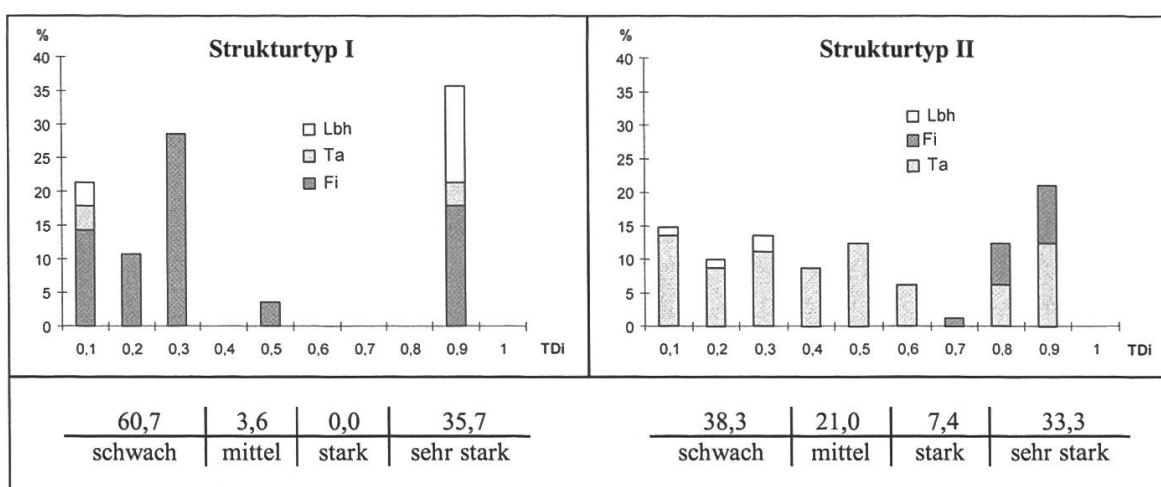 %
Strukturtyp I
40
35
30
25
20
15
10
5
0
Lbh
Ta
Fi
0,1 0,2 0,3 0,4 0,5 0,6 0,7 0,8 0,9 1 TDi
%
Strukturtyp II
40
35
30
25
20
15
10
5
0
Lbh
Fi
Ta
0,1 0,2 0,3 0,4 0,5 0,6 0,7 0,8 0,9 1 TDi
60,7 3,6 0,0 35,7
schwach mittel stark sehr stark
38,3 21,0 7,4 33,3
schwach mittel stark sehr stark